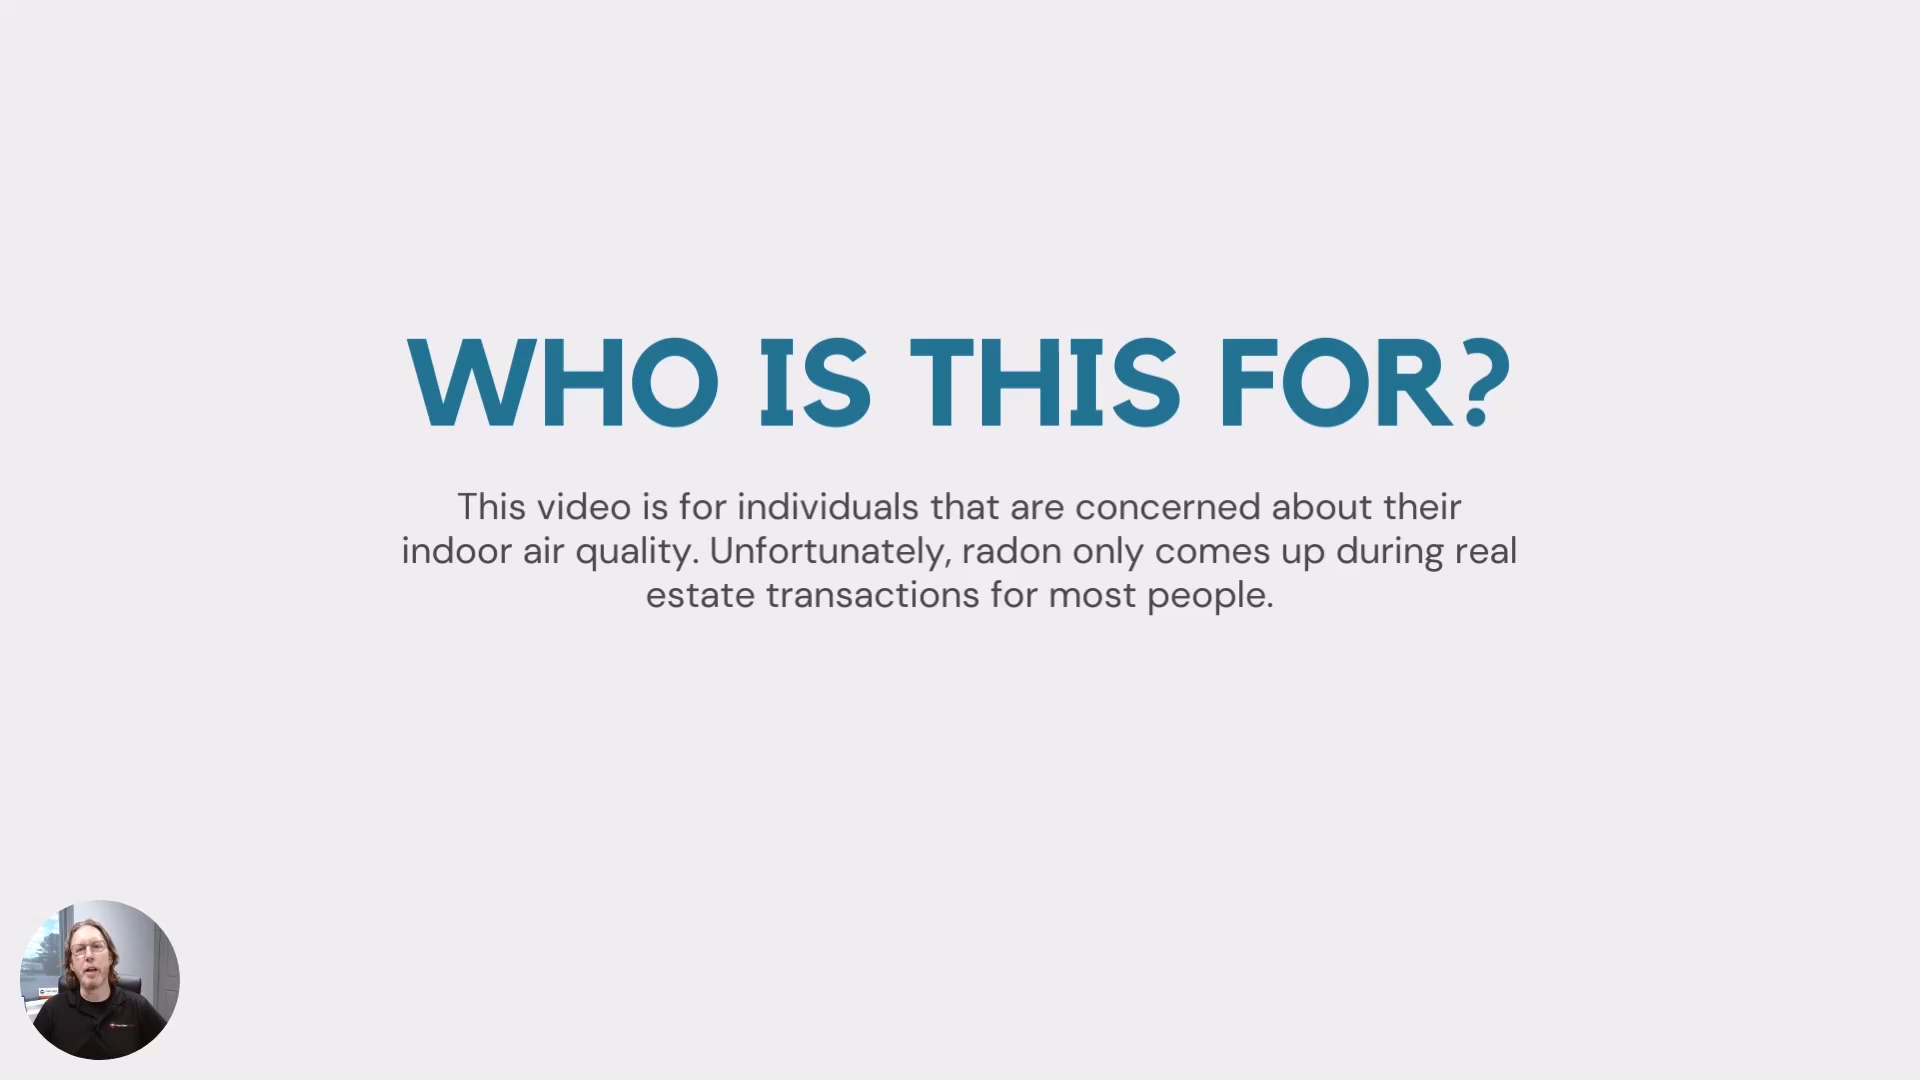 WHO IS THIS FOR?
This video is for individuals that are concerned about their
indoor air quality. Unfortunately, radon only comes up during real
estate transactions for most people.